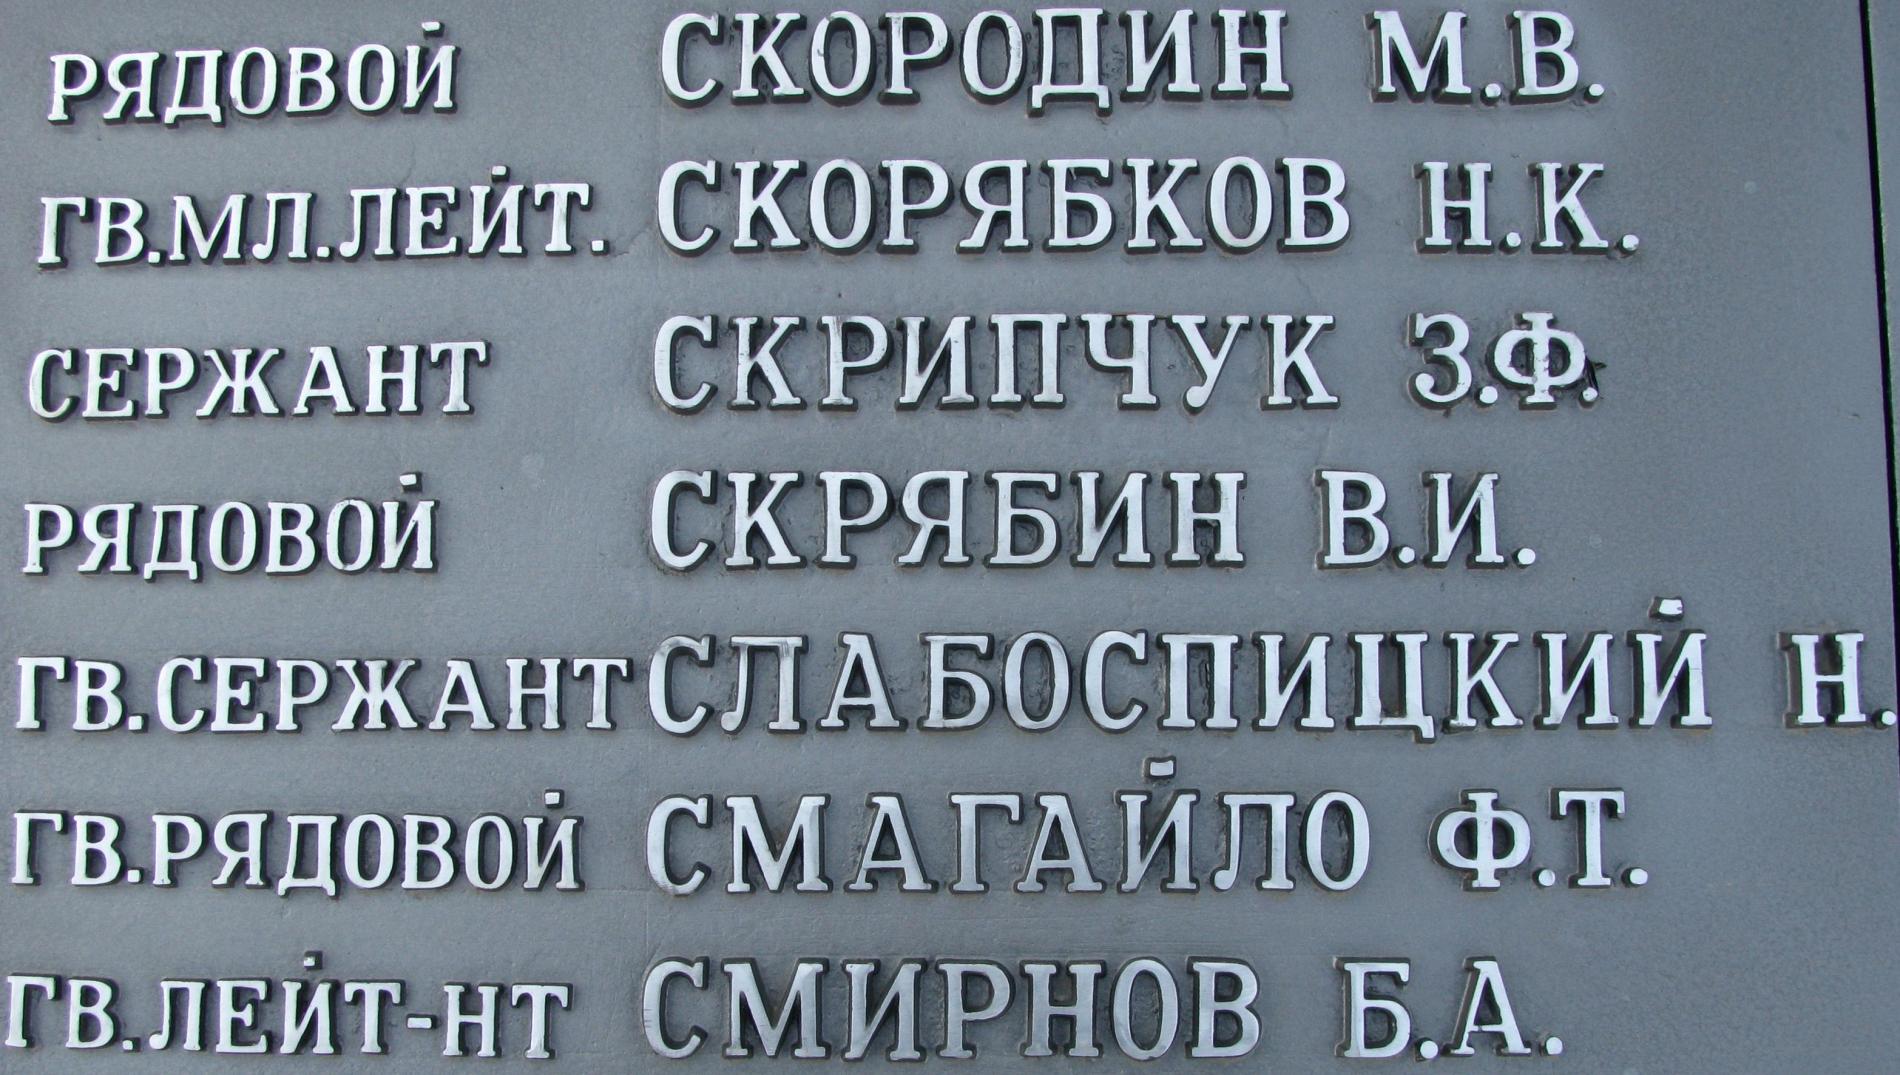 РЯДОВОЙ СКОРОДИН М.В.
ГВ.МЛ.ЛЕЙТ. СКОРЯБКОВ Н.К.
СЕРЖАНТ СКРИПЧУК З.Ф.
РЯДОВОЙ СКРЯБИН В.И.
ГВ.СЕРЖАНТ СЛАБОСПИЦКИЙ Н.
ГВ.РЯДОВОЙ СМАГАЙЛО Ф.Т.
ГВ.ЛЕЙТ-НТ СМИРНОВ Б.А.